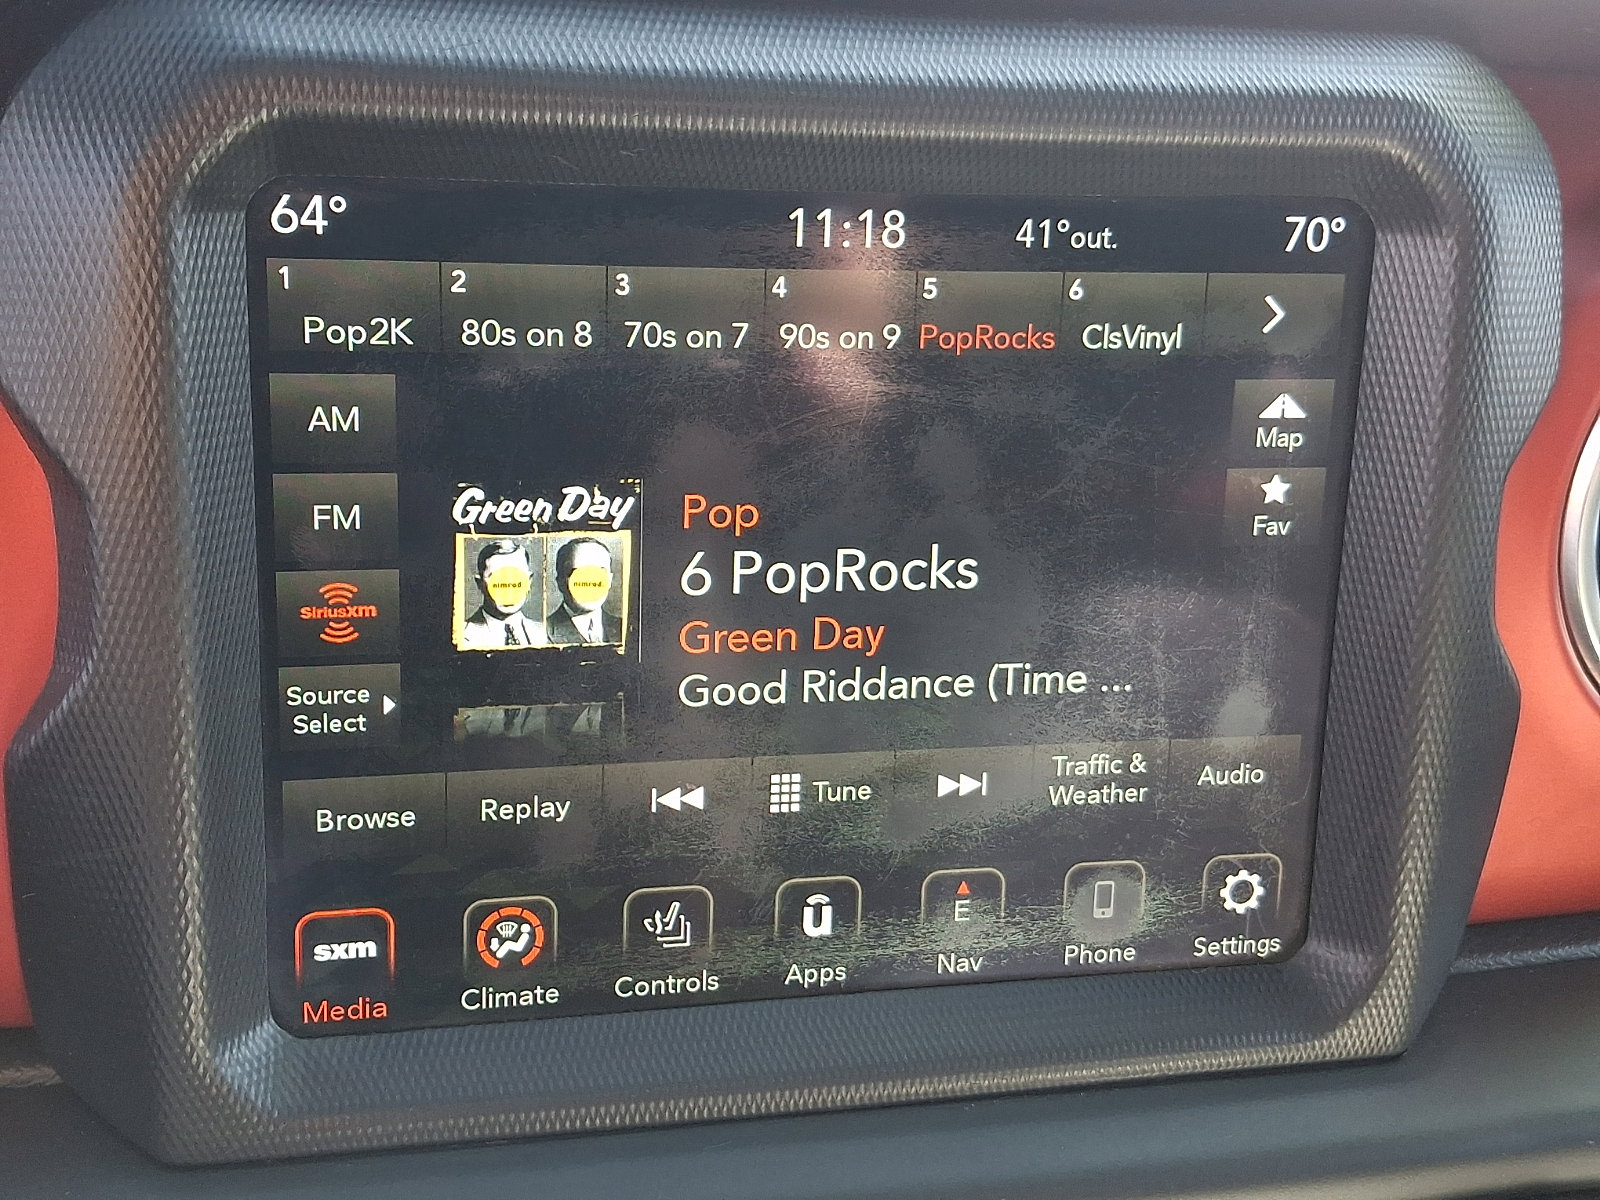 64° 11:18 41°out. 70°
1 2 3 4 5 6
Pop2K 80s on 8 70s on 7 90s on 9 PopRocks ClsVinyl
AM
Map
FM
Fav
SiriusXM
Source
Select
Green Day
nimrod. nimrod.
Pop
6 PopRocks
Green Day
Good Riddance (Time ...
Browse Replay Tune Traffic &
Weather Audio
sxm
Media
Climate
Controls
ū
Apps
E
Nav
Phone
Settings